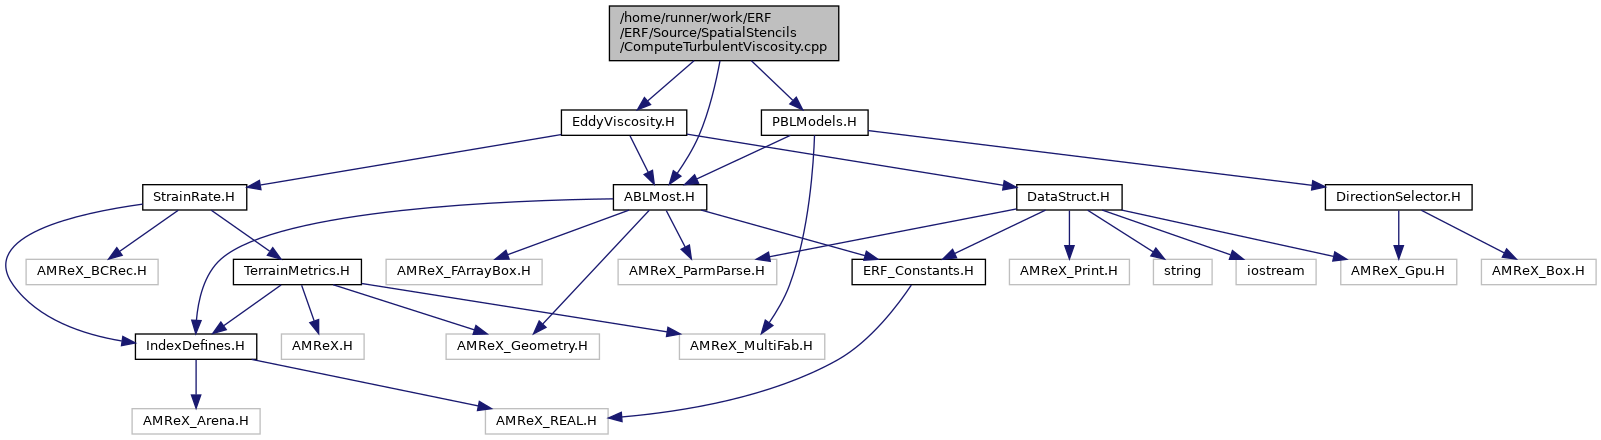 /home/runner/work/ERF
/ERF/Source/SpatialStencils
/ComputeTurbulentViscosity.cpp
EddyViscosity.H
PBLModels.H
StrainRate.H
ABLMost.H
DataStruct.H
DirectionSelector.H
AMReX_BCRec.H
TerrainMetrics.H
AMReX_FArrayBox.H
AMReX_ParmParse.H
ERF_Constants.H
AMReX_Print.H
string
iostream
AMReX_Gpu.H
AMReX_Box.H
IndexDefines.H
AMReX.H
AMReX_Geometry.H
AMReX_MultiFab.H
AMReX_Arena.H
AMReX_REAL.H